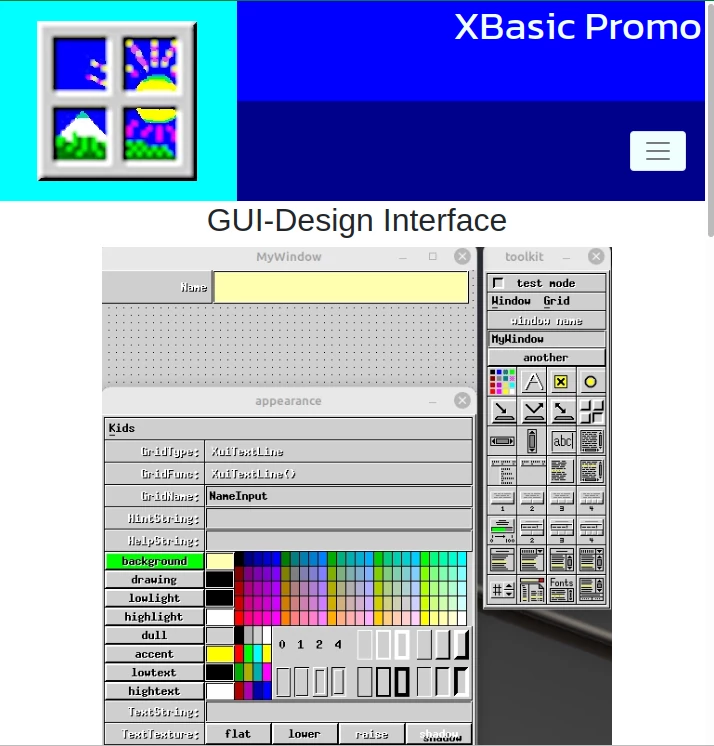 XBasic Promo
GUI-Design Interface
MyWindow
toolkit
Name
test mode
Window Grid
window name
MyWindow
another
abc
1 2 3 4
1↔100 2 3 4
# Fonts
appearance
Kids
GridType: XuiTextLine
GridFunc: XuiTextLine()
GridName: NameInput
HintString:
HelpString:
background
drawing
lowlight
highlight
dull
accent
lowtext
hightext
0 1 2 4
TextString:
TextTexture: flat lower raise shadow